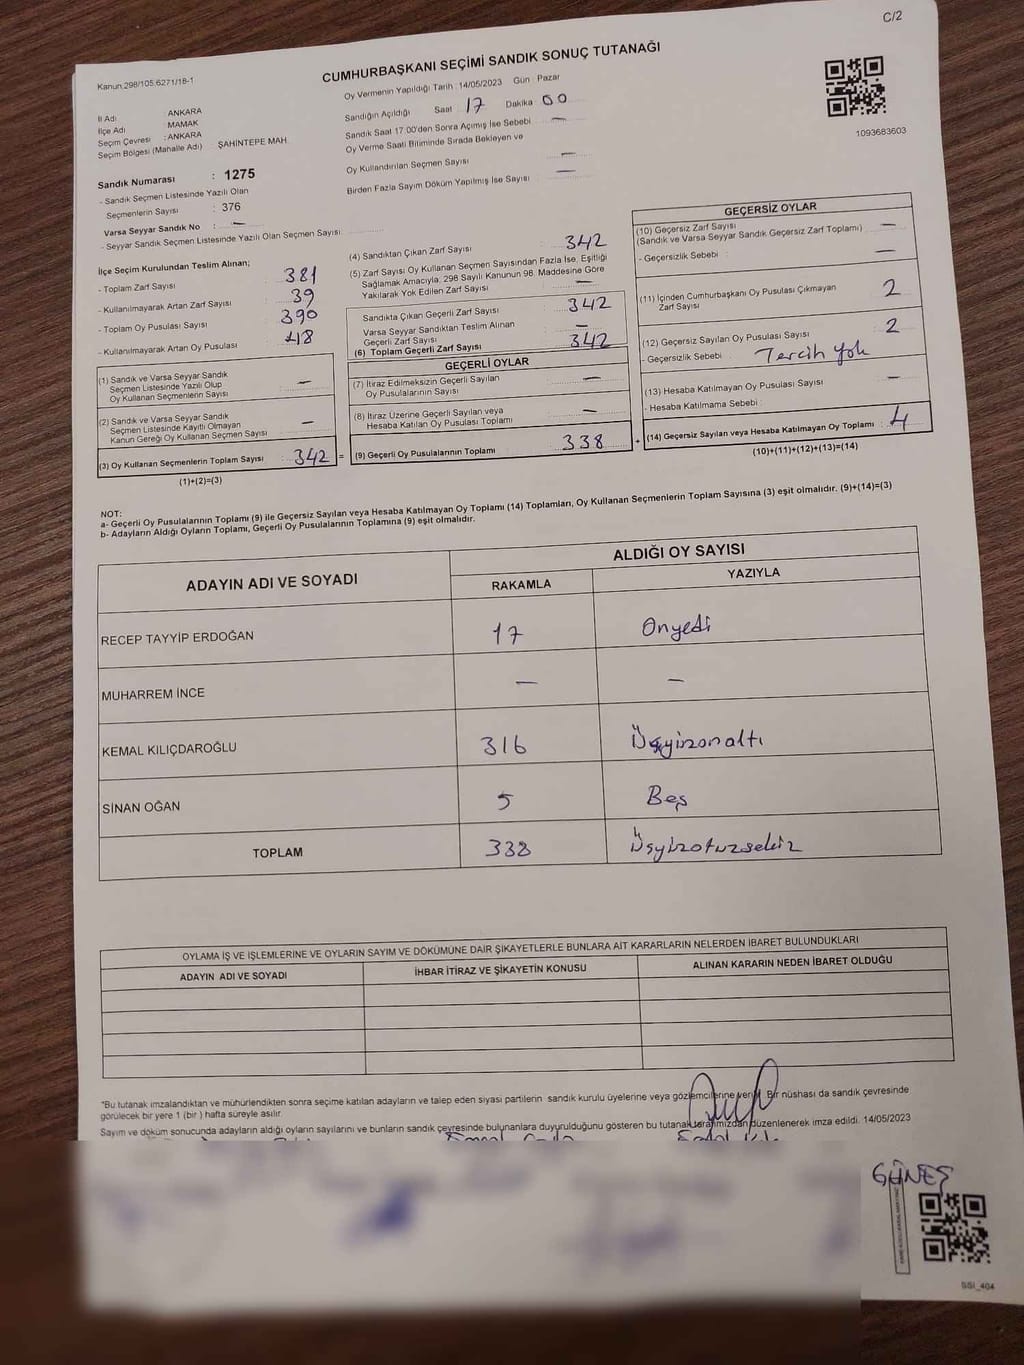 C/2
Kanun.298/105.6271/18-1
CUMHURBAŞKANI SEÇİMİ SANDIK SONUÇ TUTANAĞI
Oy Vermenin Yapıldığı Tarih :14/05/2023 Gün Pazar
Sandığın Açıldığı Saat 17 Dakika 00
Sandık Saat 17.00'den Sonra Açımış İse Sebebi —
Oy Verme Saati Bitiminde Sırada Bekleyen ve
Oy Kullandırılan Seçmen Sayısı —
Birden Fazla Sayım Döküm Yapılmış İse Sayısı —
1093683603
İl Adı : ANKARA
İlçe Adı : MAMAK
Seçim Çevresi : ANKARA
Seçim Bölgesi (Mahalle Adı) ŞAHİNTEPE MAH
Sandık Numarası : 1275
- Sandık Seçmen Listesinde Yazılı Olan
Seçmenlerin Sayısı : 376
Varsa Seyyar Sandık No : —
- Seyyar Sandık Seçmen Listesinde Yazılı Olan Seçmen Sayısı
İlçe Seçim Kurulundan Teslim Alınan;
- Toplam Zarf Sayısı : 381
- Kullanılmayarak Artan Zarf Sayısı : 39
- Toplam Oy Pusulası Sayısı : 390
- Kullanılmayarak Artan Oy Pusulası : 48
(1) Sandık ve Varsa Seyyar Sandık
Seçmen Listesinde Yazılı Olup
Oy Kullanan Seçmenlerin Sayısı —
(2) Sandık ve Varsa Seyyar Sandık
Seçmen Listesinde Kayıtlı Olmayan
Kanun Gereği Oy Kullanan Seçmen Sayısı —
(3) Oy Kullanan Seçmenlerin Toplam Sayısı 342 =
(1)+(2)=(3)
(4) Sandıktan Çıkan Zarf Sayısı : 342
(5) Zarf Sayısı Oy Kullanan Seçmen Sayısından Fazla İse, Eşitliği
Sağlamak Amacıyla, 298 Sayılı Kanunun 98. Maddesine Göre
Yakılarak Yok Edilen Zarf Sayısı —
Sandıkta Çıkan Geçerli Zarf Sayısı : 342
Varsa Seyyar Sandıktan Teslim Alınan
Geçerli Zarf Sayısı —
(6) Toplam Geçerli Zarf Sayısı 342
GEÇERLİ OYLAR
(7) İtiraz Edilmeksizin Geçerli Sayılan
Oy Pusulalarının Sayısı —
(8) İtiraz Üzerine Geçerli Sayılan veya
Hesaba Katılan Oy Pusulası Toplamı —
(9) Geçerli Oy Pusulalarının Toplamı 338 +
GEÇERSİZ OYLAR
(10) Geçersiz Zarf Sayısı
(Sandık ve Varsa Seyyar Sandık Geçersiz Zarf Toplamı) —
- Geçersizlik Sebebi : —
(11) İçinden Cumhurbaşkanı Oy Pusulası Çıkmayan
Zarf Sayısı 2
(12) Geçersiz Sayılan Oy Pusulası Sayısı : 2
- Geçersizlik Sebebi : Tercih Yok
(13) Hesaba Katılmayan Oy Pusulası Sayısı —
- Hesaba Katılmama Sebebi :
(14) Geçersiz Sayılan veya Hesaba Katılmayan Oy Toplamı : 4
(10)+(11)+(12)+(13)=(14)
NOT:
a- Geçerli Oy Pusulalarının Toplamı (9) ile Geçersiz Sayılan veya Hesaba Katılmayan Oy Toplamı (14) Toplamları, Oy Kullanan Seçmenlerin Toplam Sayısına (3) eşit olmalıdır. (9)+(14)=(3)
b- Adayların Aldığı Oyların Toplamı, Geçerli Oy Pusulalarının Toplamına (9) eşit olmalıdır.
ADAYIN ADI VE SOYADI
ALDIĞI OY SAYISI
RAKAMLA YAZIYLA
RECEP TAYYİP ERDOĞAN 17 Onyedi
MUHARREM İNCE — —
KEMAL KILIÇDAROĞLU 316 Üçyüzonaltı
SİNAN OĞAN 5 Beş
TOPLAM 338 Üçyüzotuzsekiz
OYLAMA İŞ VE İŞLEMLERİNE VE OYLARIN SAYIM VE DÖKÜMÜNE DAİR ŞİKAYETLERLE BUNLARA AİT KARARLARIN NELERDEN İBARET BULUNDUKLARI
ADAYIN ADI VE SOYADI İHBAR İTİRAZ VE ŞİKAYETİN KONUSU ALINAN KARARIN NEDEN İBARET OLDUĞU
"Bu tutanak imzalandıktan ve mühürlendikten sonra seçime katılan adayların ve talep eden siyasi partilerin sandık kurulu üyelerine veya gözlemcilerine verilir. Bir nüshası da sandık çevresinde
görülecek bir yere 1 (bir ) hafta süreyle asılır.
Sayım ve döküm sonucunda adayların aldığı oyların sayılarını ve bunların sandık çevresinde bulunanlara duyurulduğunu gösteren bu tutanak tarafımızdan düzenlenerek imza edildi. 14/05/2023
GÜNEŞ
SSI_404